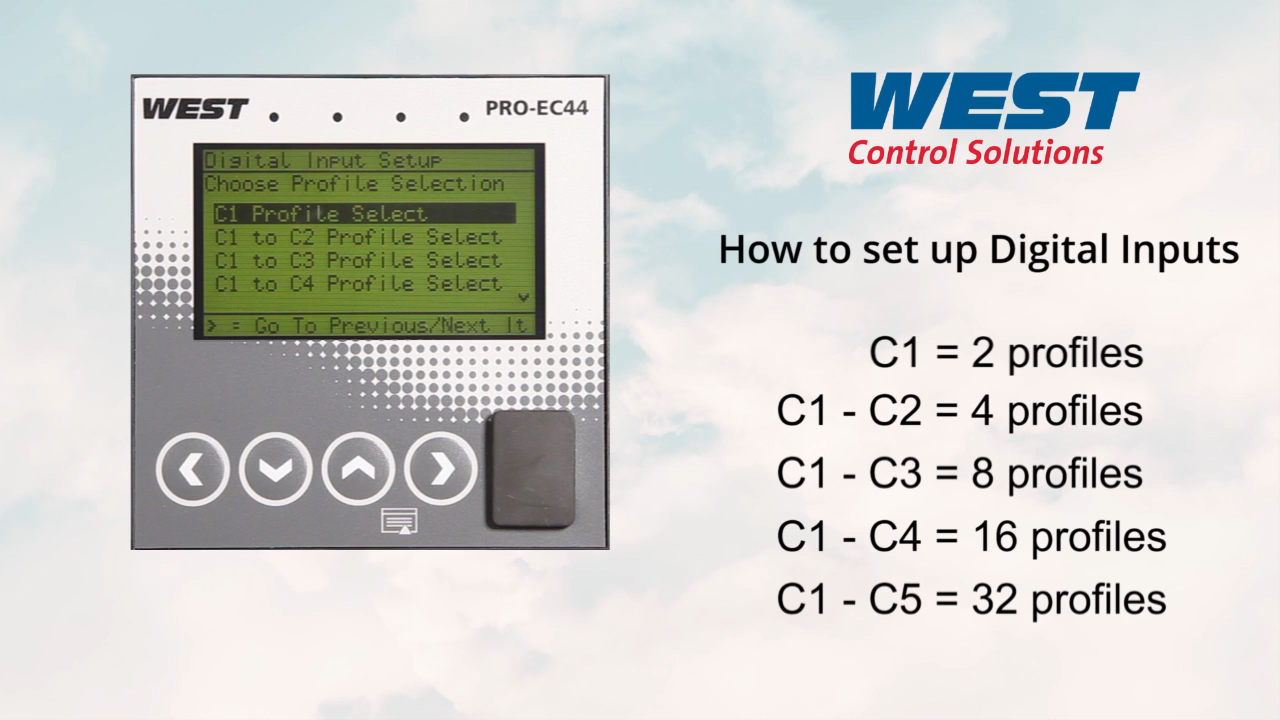 WEST
PRO-EC44
Digital Input Setup
Choose Profile Selection
C1 Profile Select
C1 to C2 Profile Select
C1 to C3 Profile Select
C1 to C4 Profile Select
> = Go To Previous/Next It
WEST
Control Solutions
How to set up Digital Inputs
C1 = 2 profiles
C1 - C2 = 4 profiles
C1 - C3 = 8 profiles
C1 - C4 = 16 profiles
C1 - C5 = 32 profiles